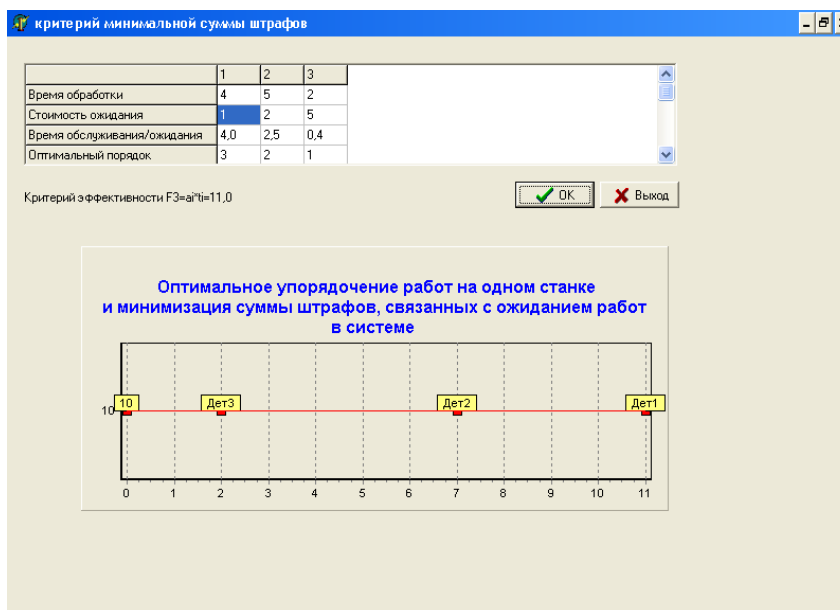 критерий минимальной суммы штрафов
1 2 3
Время обработки 4 5 2
Стоимость ожидания 1 2 5
Время обслуживания/ожидания 4,0 2,5 0,4
Оптимальный порядок 3 2 1
Критерий эффективности F3=ai*ti=11,0
OK
Выход
Оптимальное упорядочение работ на одном станке
и минимизация суммы штрафов, связанных с ожиданием работ
в системе
10 10 Дет3 Дет2 Дет1
0 1 2 3 4 5 6 7 8 9 10 11